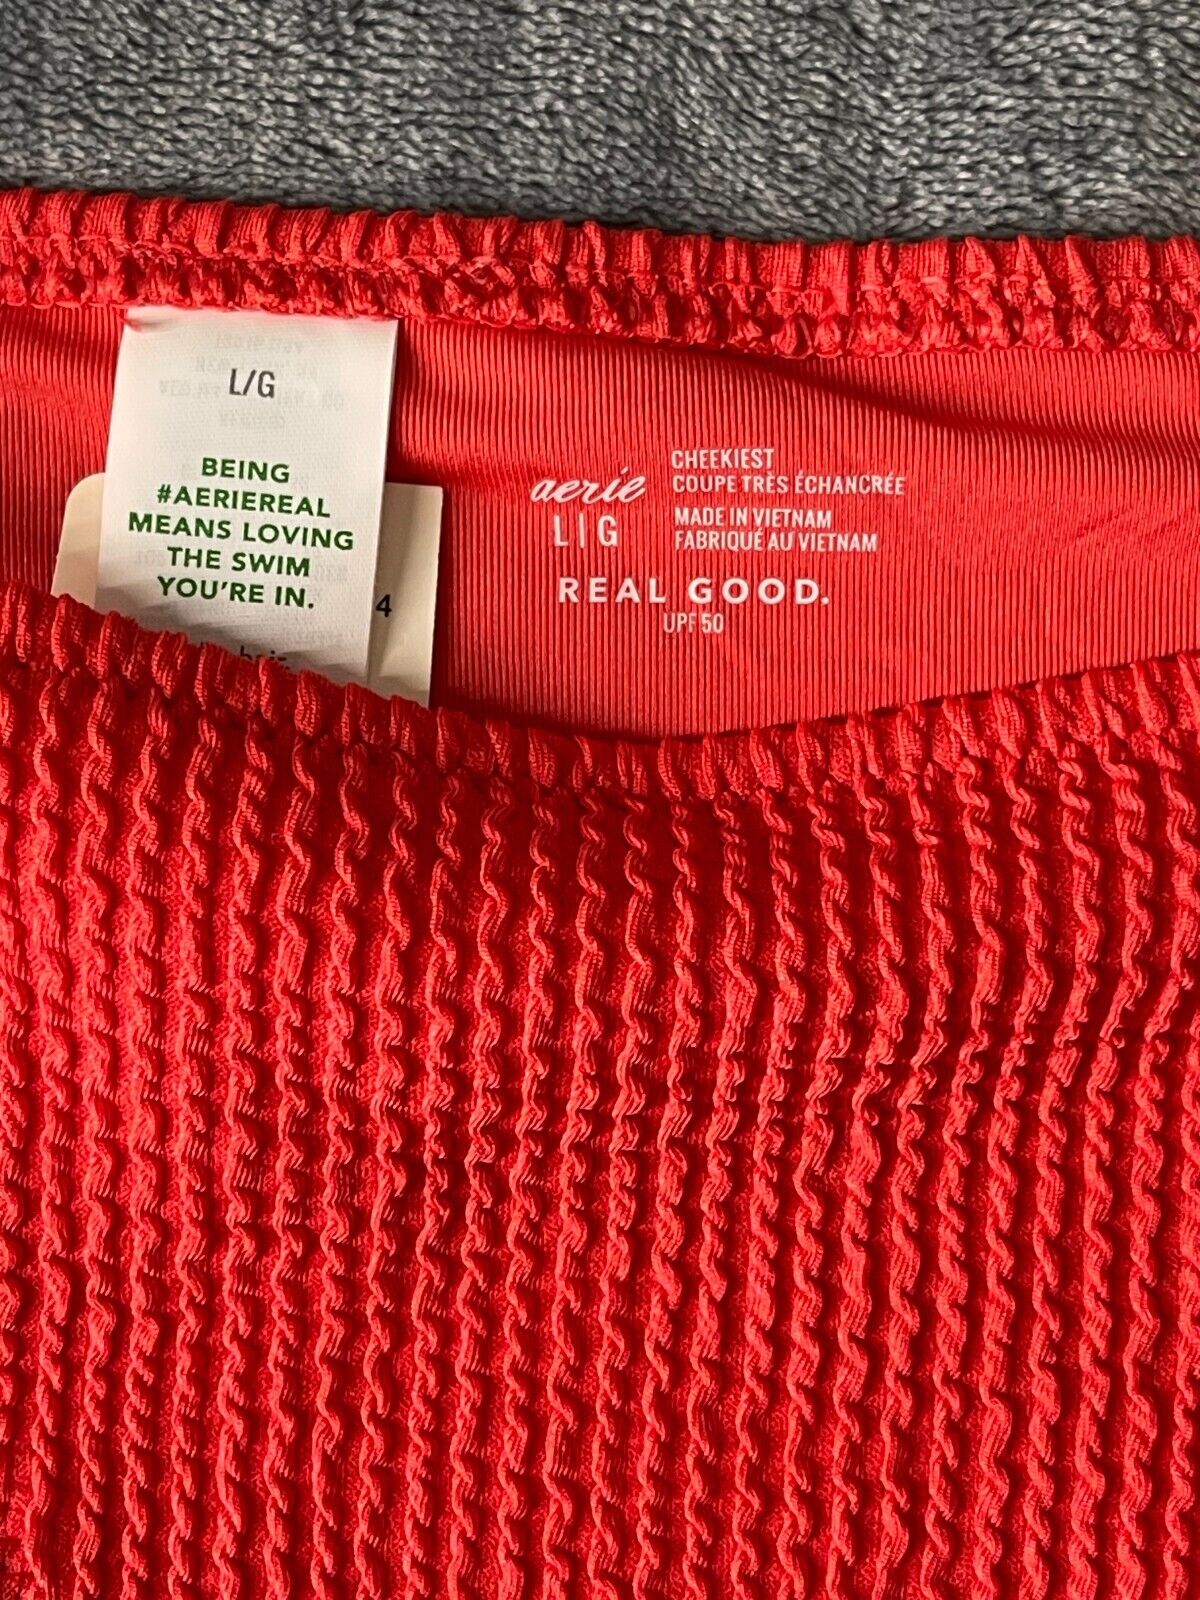 L/G
BEING
#AERIEREAL
MEANS LOVING
THE SWIM
YOU'RE IN.
4
aerie
L|G
CHEEKIEST
COUPE TRÈS ÉCHANCRÉE
MADE IN VIETNAM
FABRIQUÉ AU VIETNAM
REAL GOOD.
UPF 50